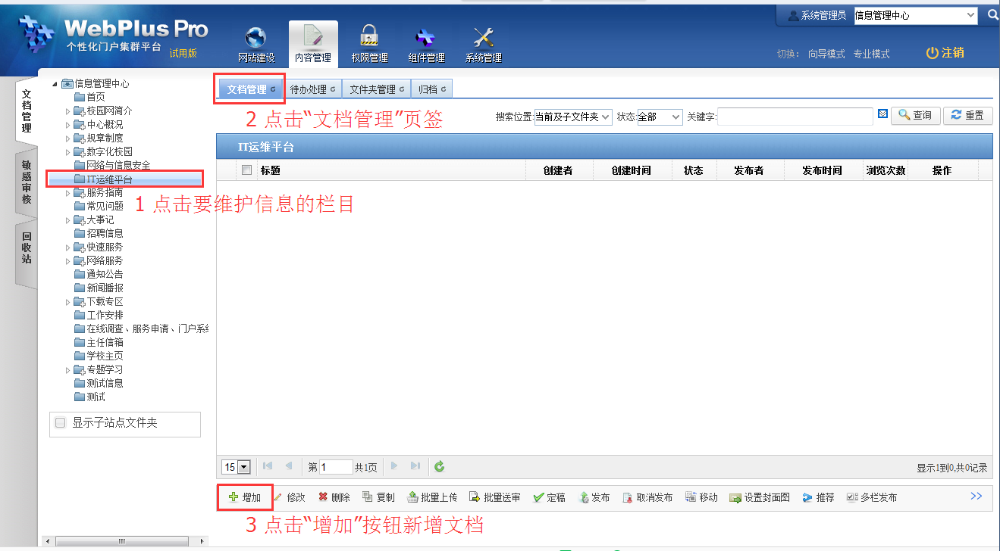 WebPlus Pro
个性化门户集群平台 试用版
网站建设 内容管理 权限管理 组件管理 系统管理
系统管理员 信息管理中心
切换： 向导模式 专业模式 注销
文档管理
敏感审核
回收站
信息管理中心
首页
校园网简介
中心概况
规章制度
数字化校园
网络与信息安全
IT运维平台
服务指南
常见问题
大事记
招聘信息
快速服务
网络服务
通知公告
新闻播报
下载专区
工作安排
在线调查、服务申请、门户系统
主任信箱
学校主页
专题学习
测试信息
测试
显示子站点文件夹
1 点击要维护信息的栏目
文档管理 待办处理 文件夹管理 归档
2 点击“文档管理”页签
搜索位置:当前及子文件夹 状态:全部 关键字: 查询 重置
IT运维平台
标题 创建者 创建时间 状态 发布者 发布时间 浏览次数 操作
15 第 1 共1页 显示1到0,共0记录
增加 修改 删除 复制 批量上传 批量送审 定稿 发布 取消发布 移动 设置封面图 推荐 多栏发布 >>
3 点击“增加”按钮新增文档